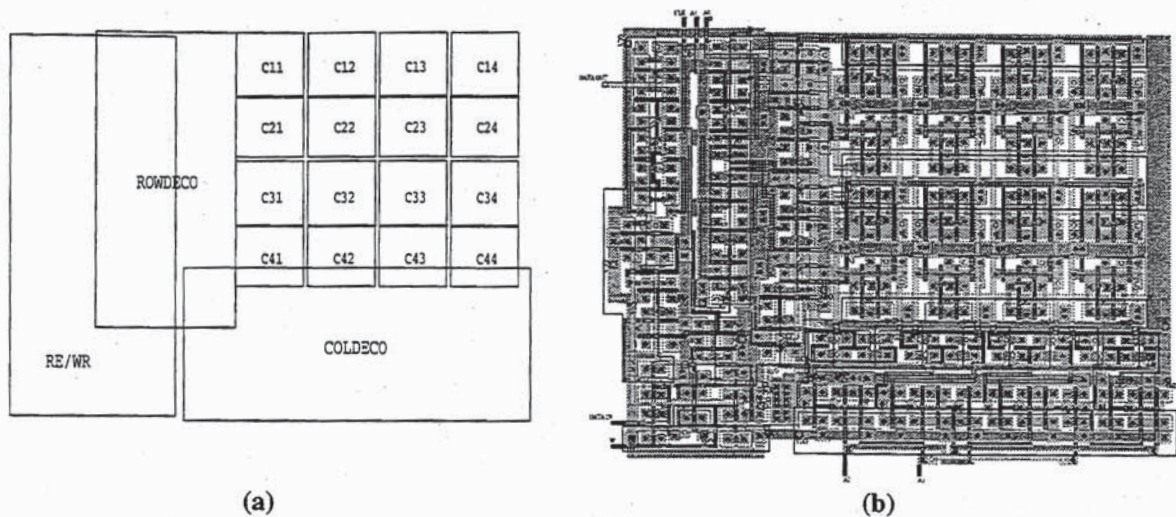 C11 C12 C13 C14
C21 C22 C23 C24
ROWDECO
C31 C32 C33 C34
C41 C42 C43 C44
COLDECO
RE/WR
(a)
DATAOUT
(b)